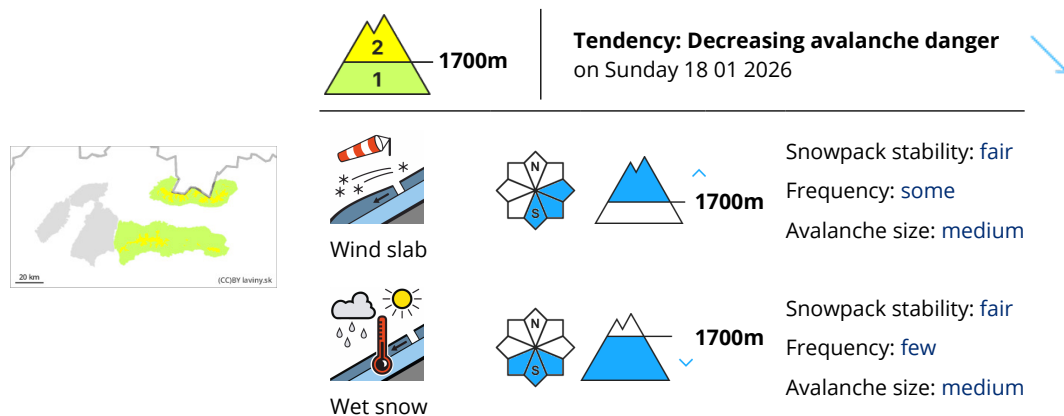 2
1
1700m
Tendency: Decreasing avalanche danger
on Sunday 18 01 2026
20 km
(CC)BY laviny.sk
Wind slab
N
S
1700m
Snowpack stability: fair
Frequency: some
Avalanche size: medium
Wet snow
N
S
1700m
Snowpack stability: fair
Frequency: few
Avalanche size: medium